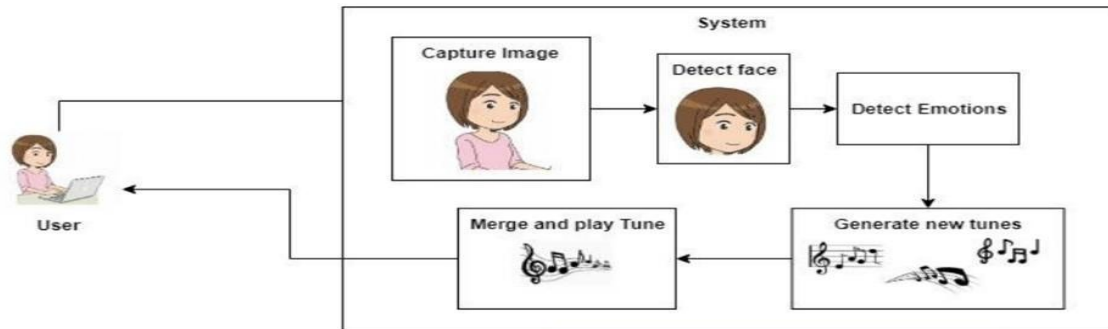 System
Capture Image
Detect face
Detect Emotions
User
Merge and play Tune
Generate new tunes